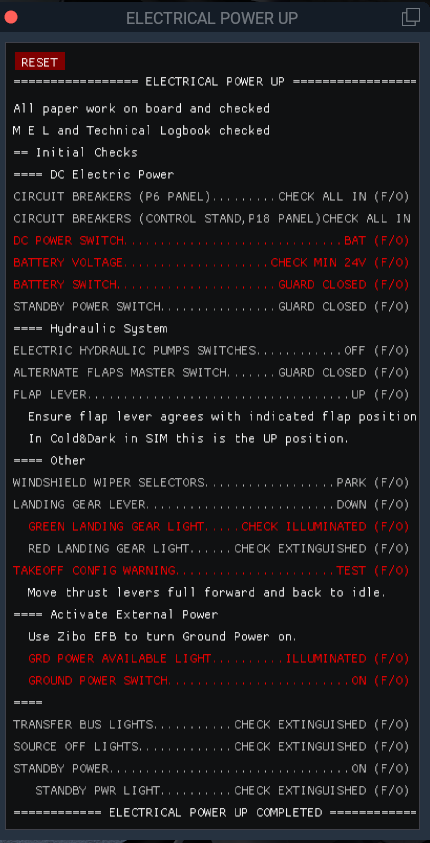 ELECTRICAL POWER UP
RESET
================= ELECTRICAL POWER UP =================
All paper work on board and checked
M E L and Technical Logbook checked
== Initial Checks
==== DC Electric Power
CIRCUIT BREAKERS (P6 PANEL).........CHECK ALL IN (F/O)
CIRCUIT BREAKERS (CONTROL STAND,P18 PANEL)CHECK ALL IN
DC POWER SWITCH..............................BAT (F/O)
BATTERY VOLTAGE....................CHECK MIN 24V (F/O)
BATTERY SWITCH......................GUARD CLOSED (F/O)
STANDBY POWER SWITCH................GUARD CLOSED (F/O)
==== Hydraulic System
ELECTRIC HYDRAULIC PUMPS SWITCHES............OFF (F/O)
ALTERNATE FLAPS MASTER SWITCH.......GUARD CLOSED (F/O)
FLAP LEVER....................................UP (F/O)
Ensure flap lever agrees with indicated flap position
In Cold&Dark in SIM this is the UP position.
==== Other
WINDSHIELD WIPER SELECTORS..................PARK (F/O)
LANDING GEAR LEVER..........................DOWN (F/O)
GREEN LANDING GEAR LIGHT.....CHECK ILLUMINATED (F/O)
RED LANDING GEAR LIGHT......CHECK EXTINGUISHED (F/O)
TAKEOFF CONFIG WARNING......................TEST (F/O)
Move thrust levers full forward and back to idle.
==== Activate External Power
Use Zibo EFB to turn Ground Power on.
GRD POWER AVAILABLE LIGHT..........ILLUMINATED (F/O)
GROUND POWER SWITCH.........................ON (F/O)
====
TRANSFER BUS LIGHTS...........CHECK EXTINGUISHED (F/O)
SOURCE OFF LIGHTS.............CHECK EXTINGUISHED (F/O)
STANDBY POWER.................................ON (F/O)
STANDBY PWR LIGHT..........CHECK EXTINGUISHED (F/O)
============ ELECTRICAL POWER UP COMPLETED ============